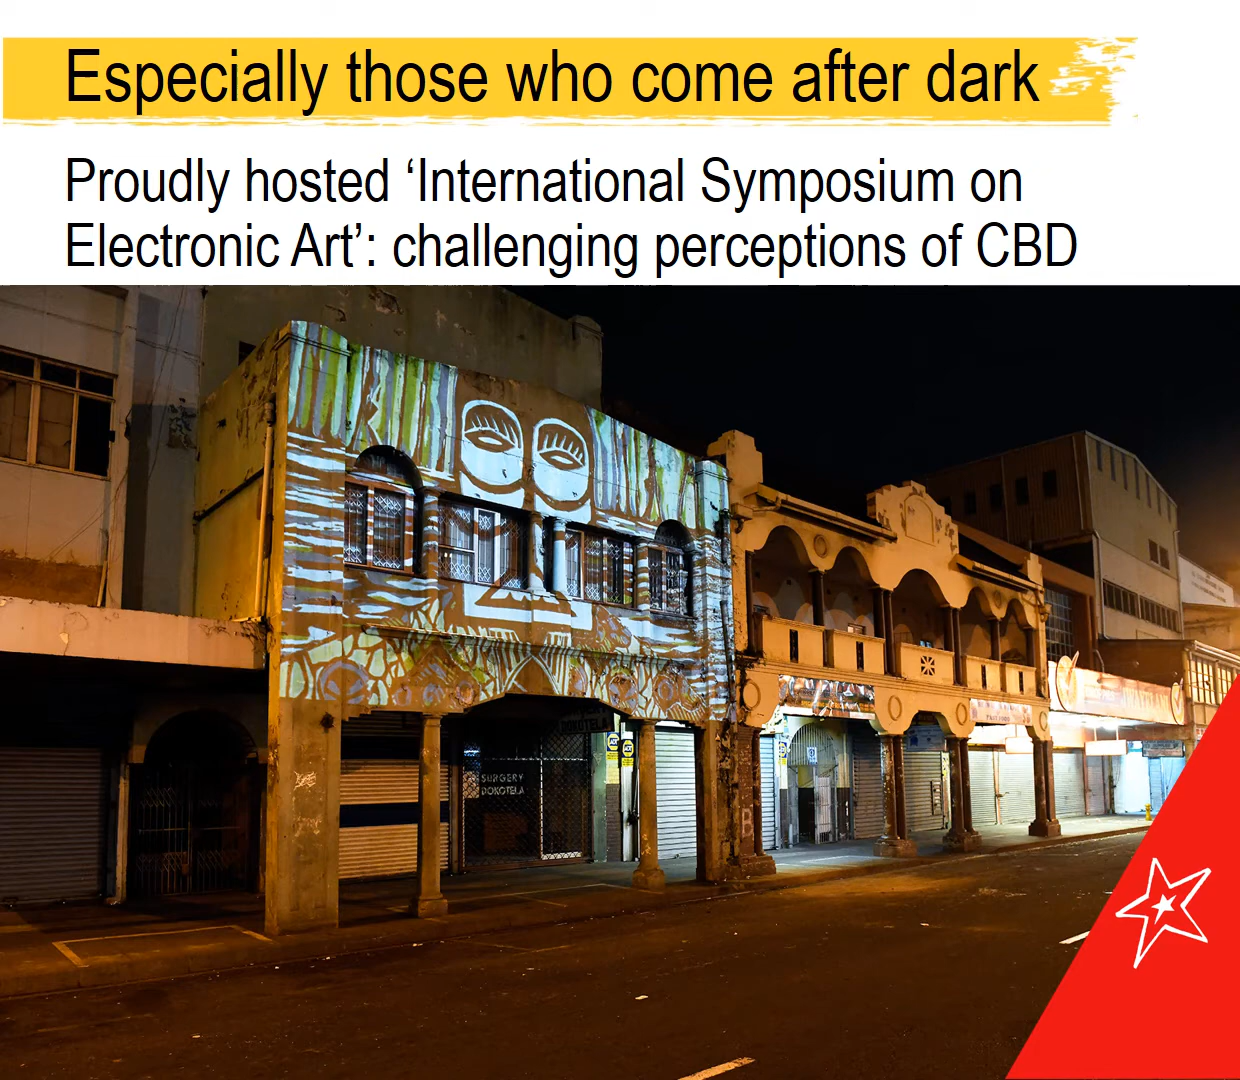 Especially those who come after dark
Proudly hosted ‘International Symposium on
Electronic Art’: challenging perceptions of CBD
DOKOTELA
SURGERY
DOKOTELA
B